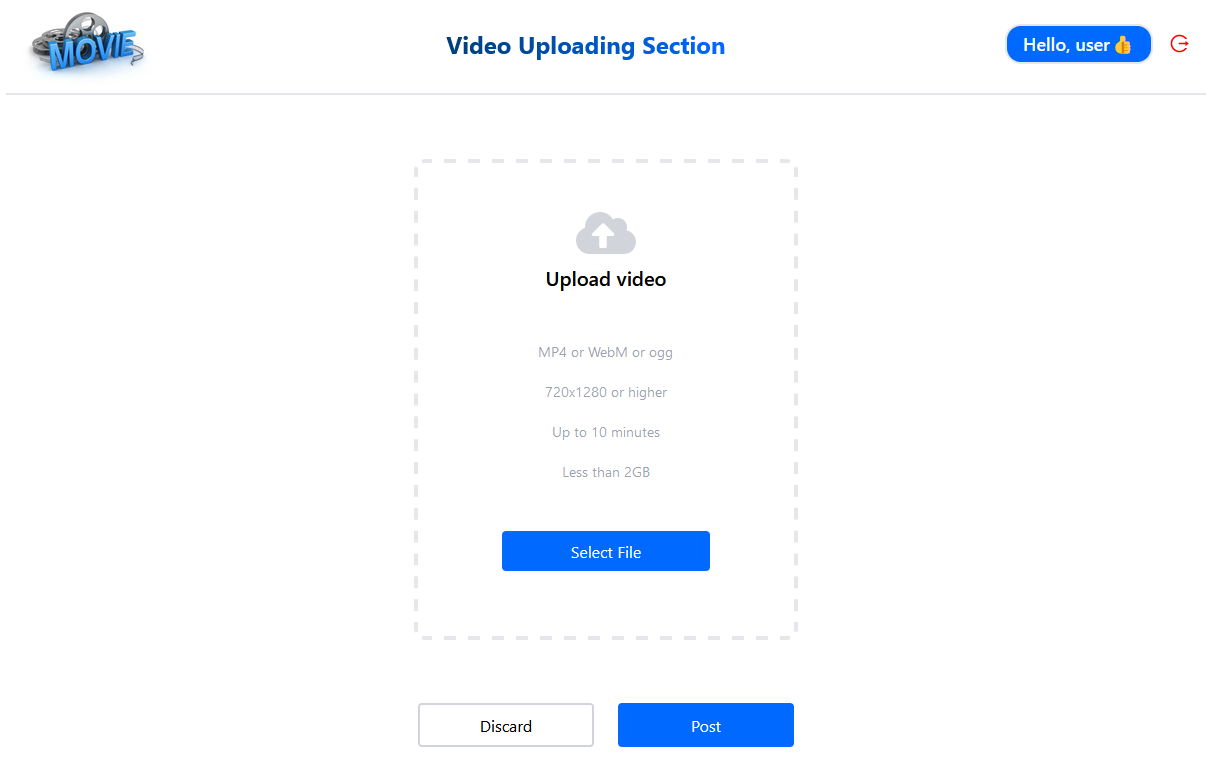 MOVIE
Video Uploading Section
Hello, user👍
Upload video
MP4 or WebM or ogg
720x1280 or higher
Up to 10 minutes
Less than 2GB
Select File
Discard
Post